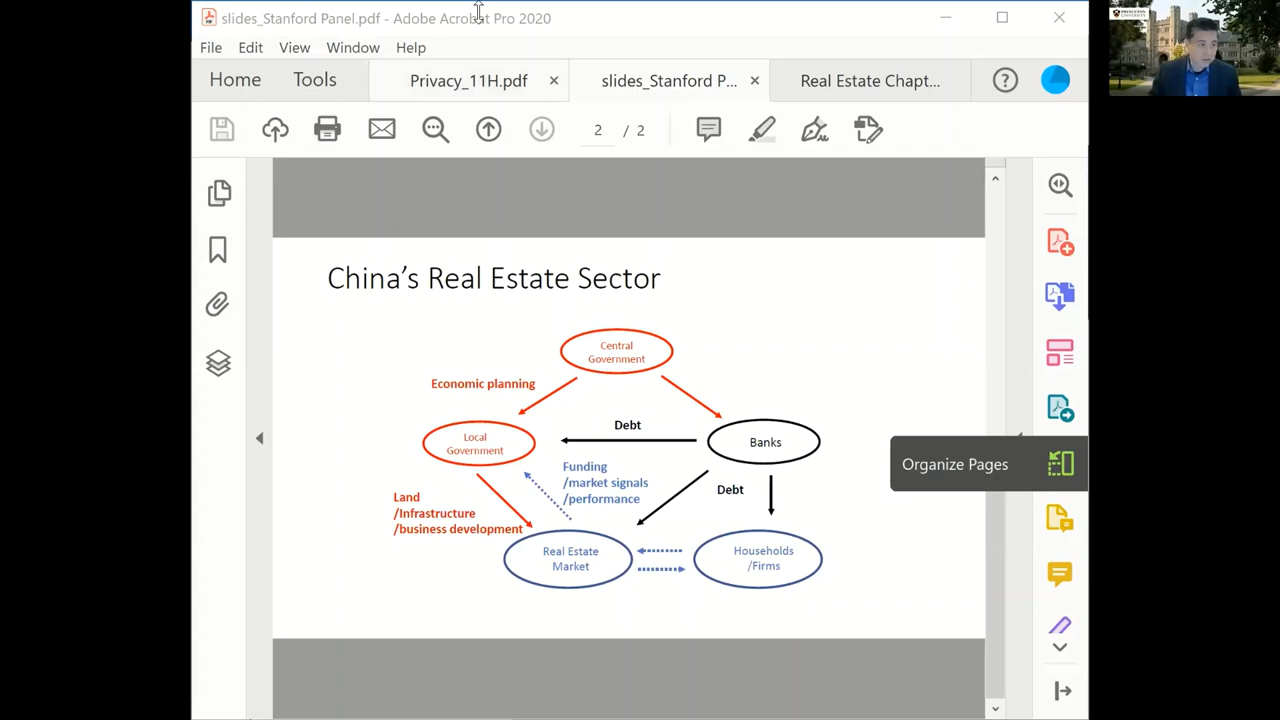 slides_Stanford Panel.pdf - Adobe Acrobat Pro 2020
File Edit View Window Help
Home Tools Privacy_11H.pdf slides_Stanford P... Real Estate Chapt...
2 / 2
China's Real Estate Sector
Central
Government
Economic planning
Debt
Local
Government
Banks
Funding
/market signals
/performance
Debt
Organize Pages
Land
/Infrastructure
/business development
Real Estate
Market
Households
/Firms
PRINCETON
UNIVERSITY